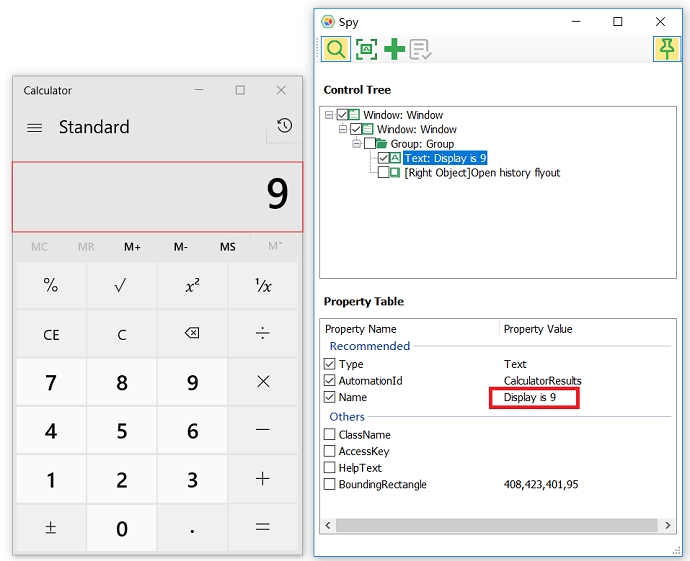 Calculator
Standard
9
MC MR M+ M- MS M˅
% √ x² ¹/x
CE C ÷
7 8 9 ×
4 5 6 −
1 2 3 +
± 0 . =
Spy
Control Tree
Window: Window
Window: Window
Group: Group
Text: Display is 9
[Right Object]Open history flyout
Property Table
Property Name Property Value
Recommended
Type Text
AutomationId CalculatorResults
Name Display is 9
Others
ClassName
AccessKey
HelpText
BoundingRectangle 408,423,401,95